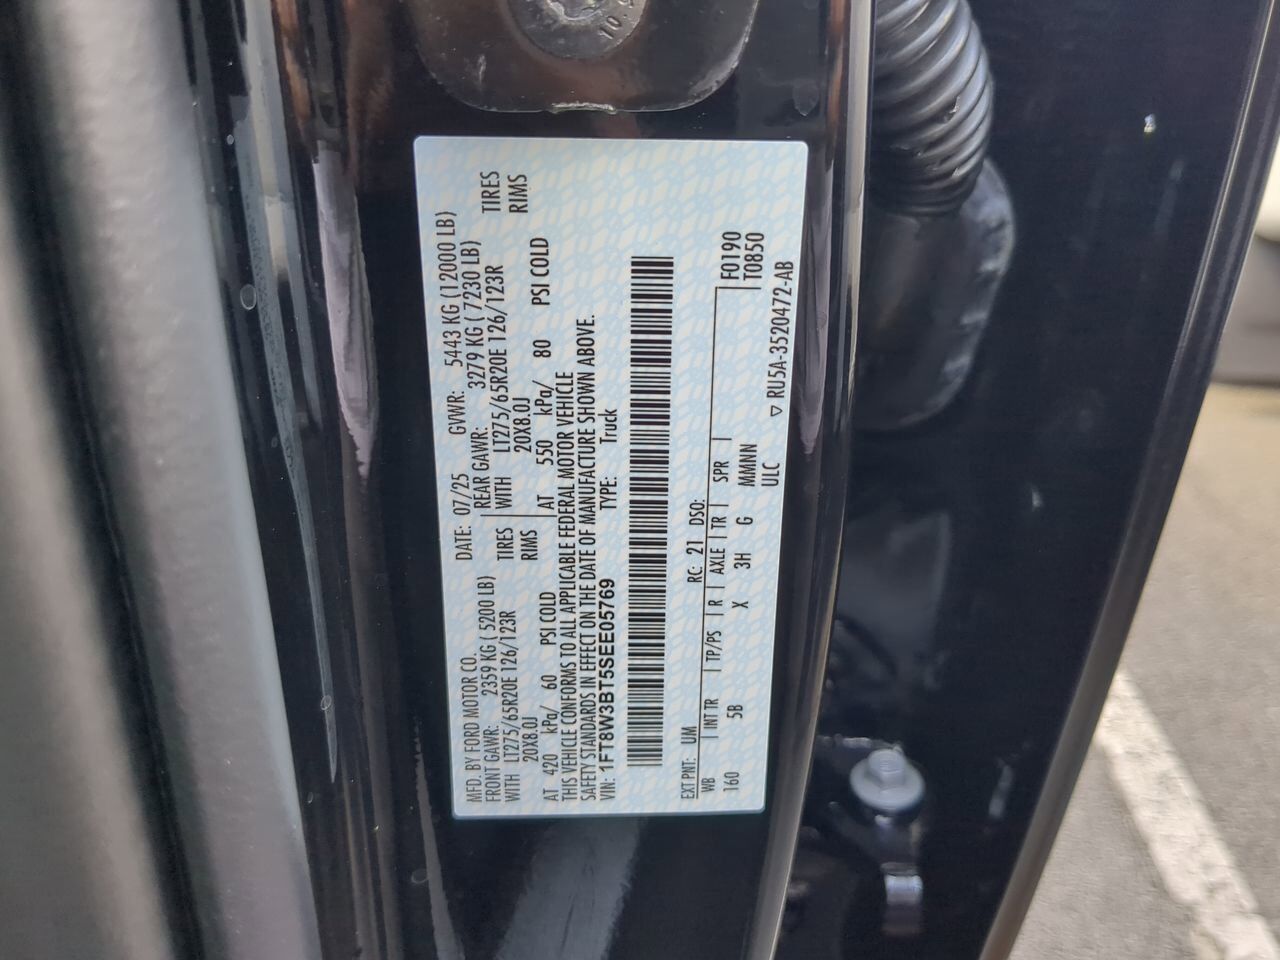 MFD. BY FORD MOTOR CO.
DATE: 07/25 GVWR: 5443 KG (12000 LB)
FRONT GAWR: 2359 KG ( 5200 LB)
REAR GAWR: 3279 KG ( 7230 LB)
WITH LT275/65R20E 126/123R TIRES
WITH LT275/65R20E 126/123R TIRES
20X8.0J RIMS
20X8.0J RIMS
AT 420 kPa/ 60 PSI COLD
AT 550 kPa/ 80 PSI COLD
THIS VEHICLE CONFORMS TO ALL APPLICABLE FEDERAL MOTOR VEHICLE
SAFETY STANDARDS IN EFFECT ON THE DATE OF MANUFACTURE SHOWN ABOVE.
VIN: 1FT8W3BT5SEE05769 TYPE: Truck
EXT PNT: UM RC: 21 DSO: F0190
WB | INT TR | TP/PS | R | AXLE | TR | SPR | T0850
160 5B X 3H G MMNN
ULC ▽ RU5A-3520472-AB